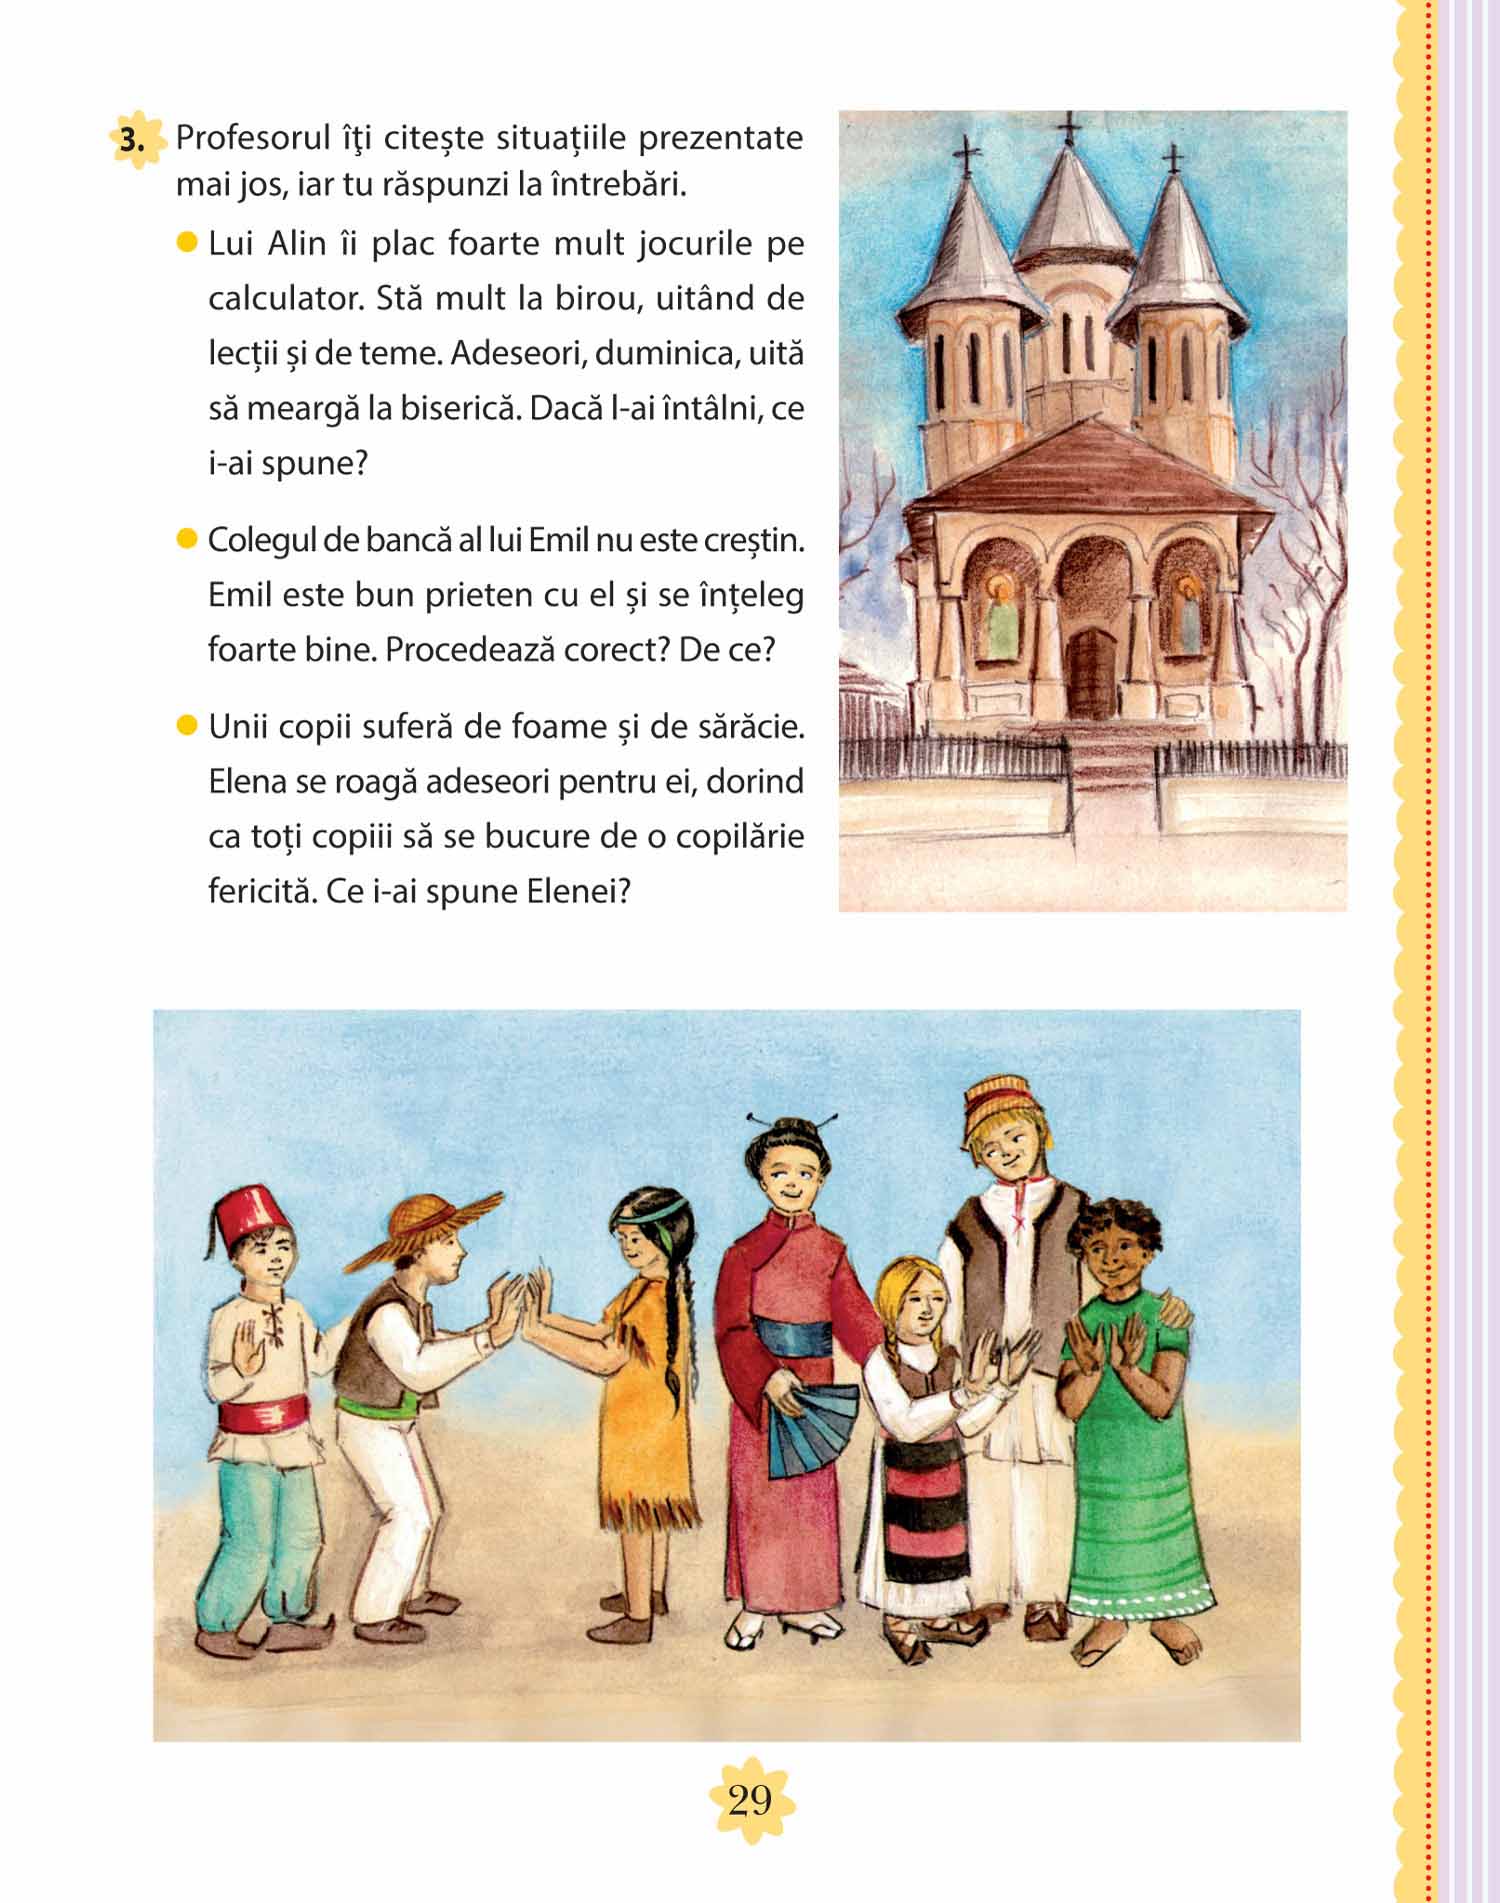 3. Profesorul îţi citește situațiile prezentate
mai jos, iar tu răspunzi la întrebări.
● Lui Alin îi plac foarte mult jocurile pe
calculator. Stă mult la birou, uitând de
lecții și de teme. Adeseori, duminica, uită
să meargă la biserică. Dacă l-ai întâlni, ce
i-ai spune?
● Colegul de bancă al lui Emil nu este creștin.
Emil este bun prieten cu el și se înțeleg
foarte bine. Procedează corect? De ce?
● Unii copii suferă de foame și de sărăcie.
Elena se roagă adeseori pentru ei, dorind
ca toți copiii să se bucure de o copilărie
fericită. Ce i-ai spune Elenei?
29